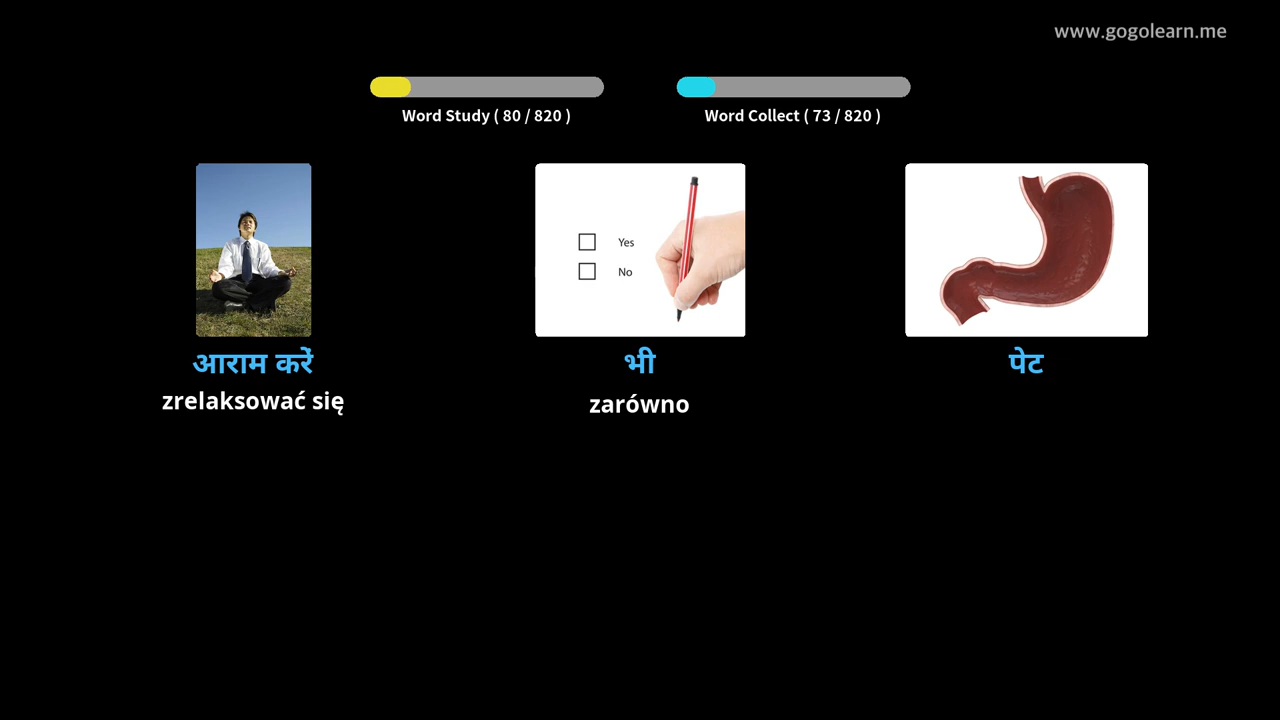 www.gogolearn.me
Word Study ( 80 / 820 )
Word Collect ( 73 / 820 )
Yes
No
आराम करें
भी
पेट
zrelaksować się
zarówno